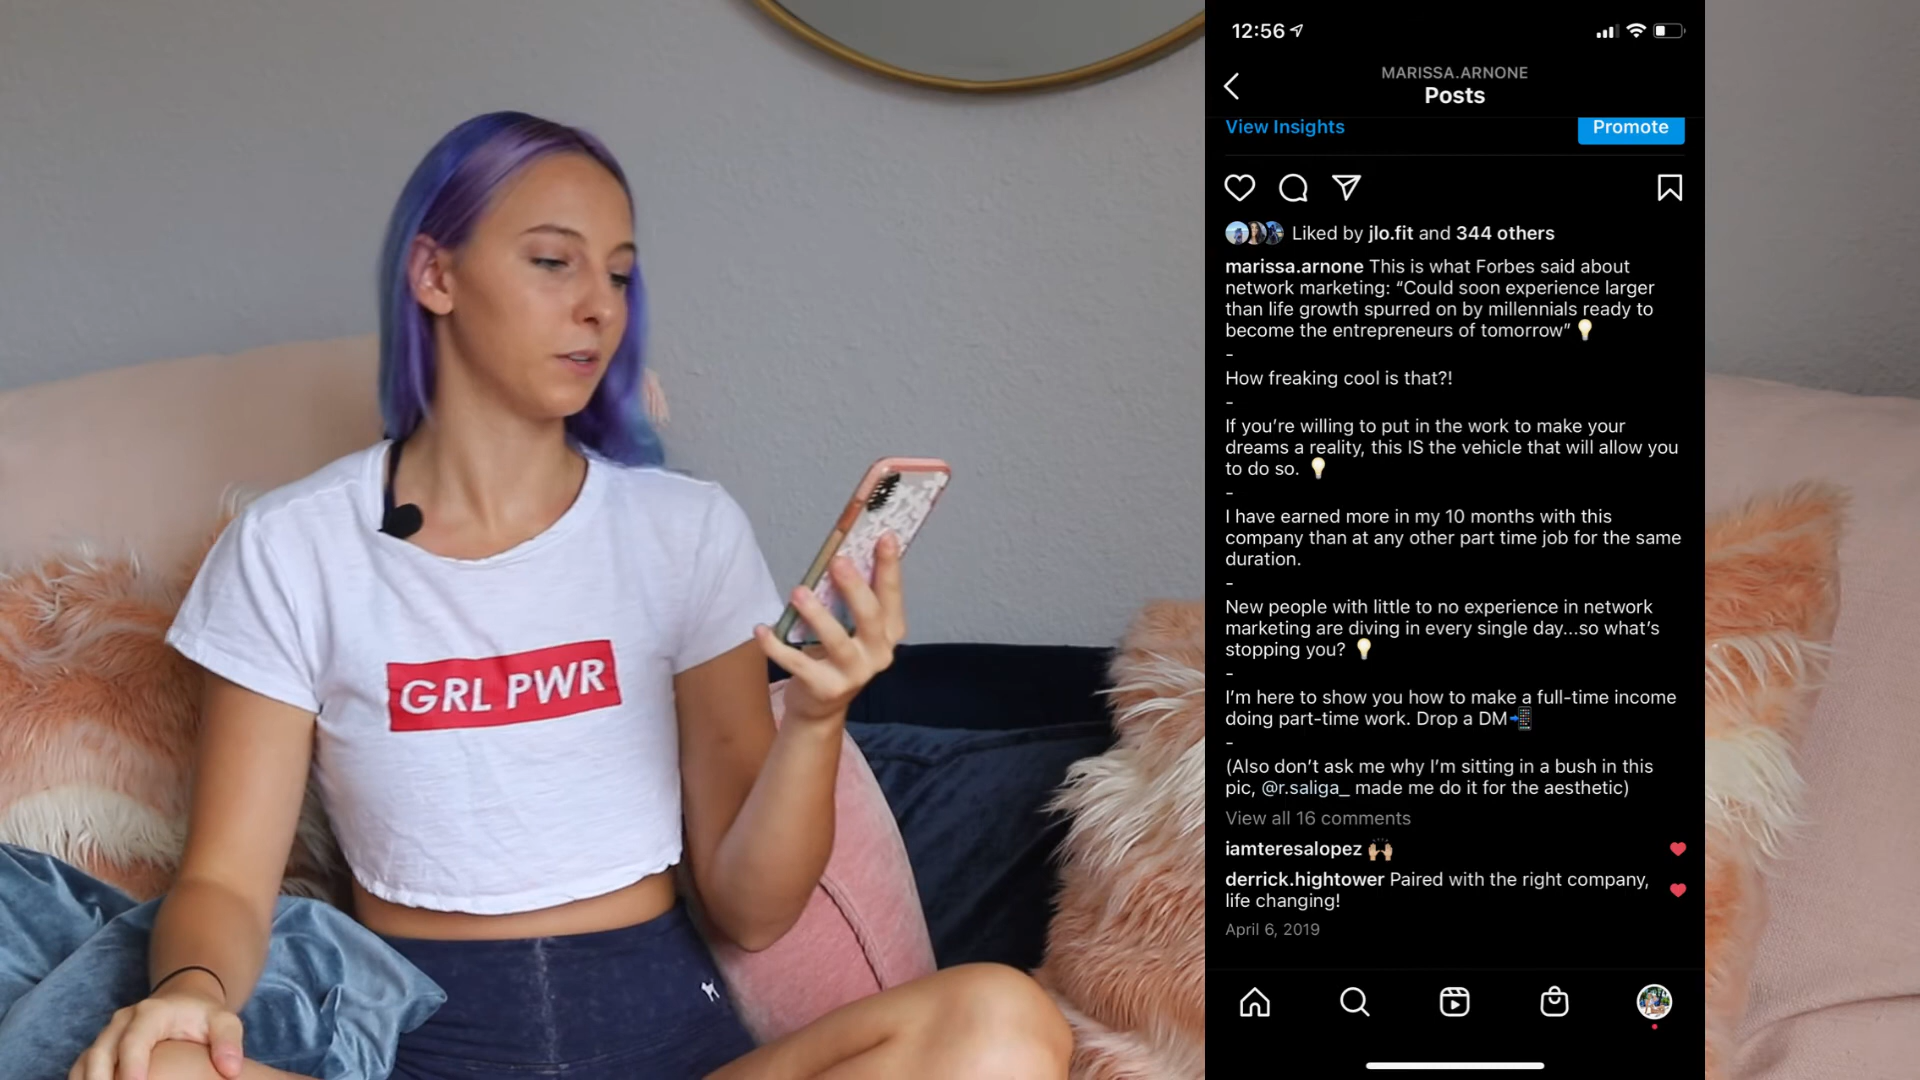 GRL PWR
12:56
MARISSA.ARNONE
Posts
View Insights
Promote
Liked by jlo.fit and 344 others
marissa.arnone This is what Forbes said about
network marketing: “Could soon experience larger
than life growth spurred on by millennials ready to
become the entrepreneurs of tomorrow” 💡
-
How freaking cool is that?!
-
If you’re willing to put in the work to make your
dreams a reality, this IS the vehicle that will allow you
to do so. 💡
-
I have earned more in my 10 months with this
company than at any other part time job for the same
duration.
-
New people with little to no experience in network
marketing are diving in every single day...so what’s
stopping you? 💡
-
I’m here to show you how to make a full-time income
doing part-time work. Drop a DM📲
-
(Also don’t ask me why I’m sitting in a bush in this
pic, @r.saliga_ made me do it for the aesthetic)
View all 16 comments
iamteresalopez 🙌🏼
derrick.hightower Paired with the right company,
life changing!
April 6, 2019